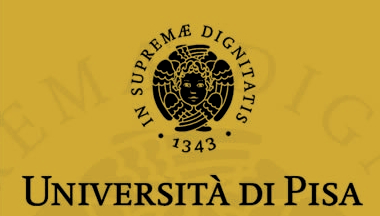 IN SUPREMÆ DIGNITATIS
· 1343 ·
UNIVERSITÀ DI PISA